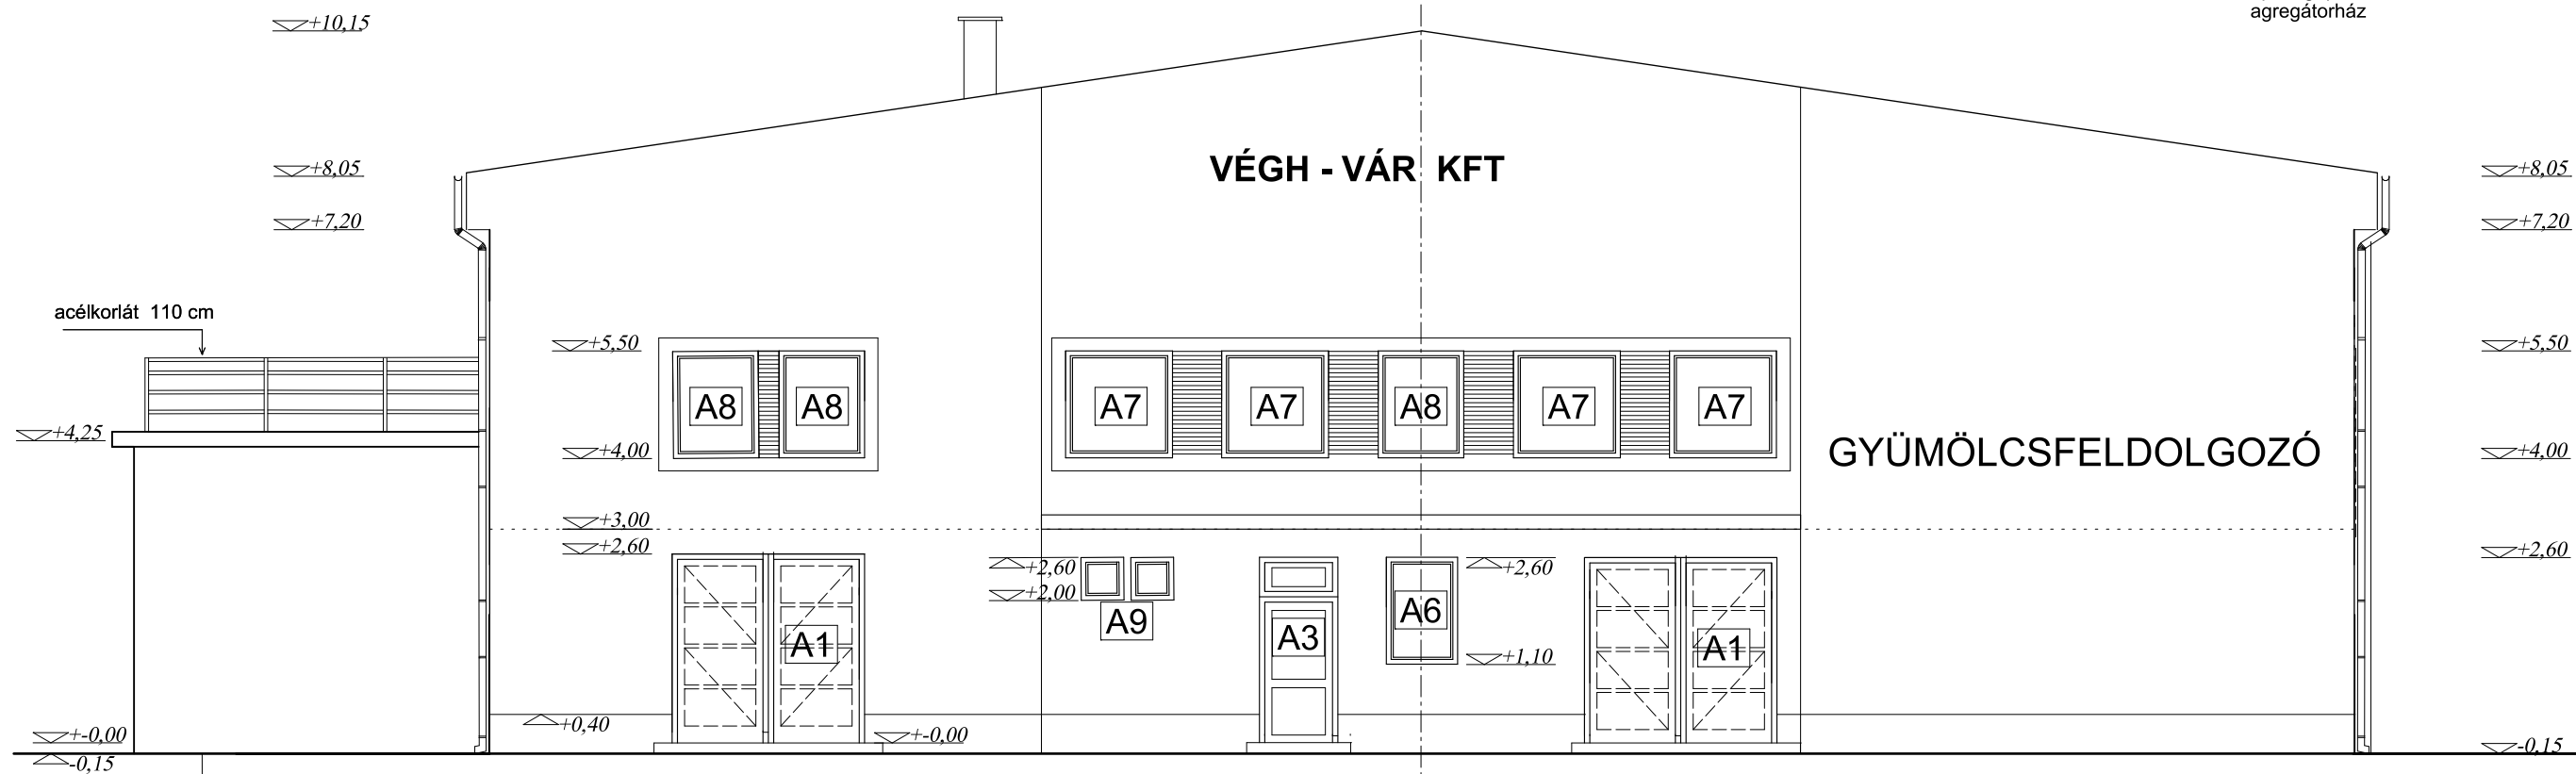 agregátorház
+10,15
VÉGH - VÁR KFT
+8,05
+8,05
+7,20
+7,20
acélkorlát 110 cm
+5,50
+5,50
A8 A8 A7 A7 A8 A7 A7
+4,25
+4,00
GYÜMÖLCSFELDOLGOZÓ
+4,00
+3,00
+2,60
+2,60
+2,60
+2,60
+2,00
A9
A3
A6
A1
A1
+1,10
+0,40
+-0,00
+-0,00
-0,15
-0,15